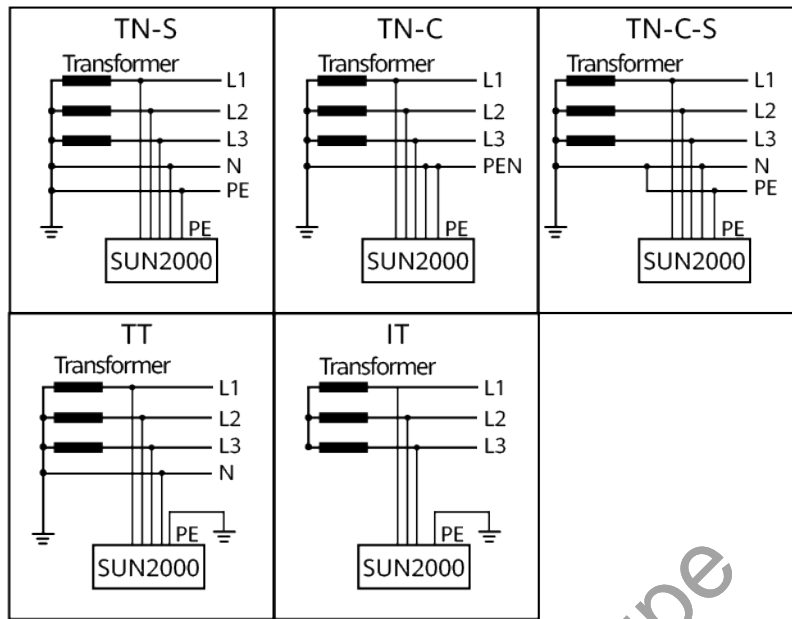 TN-S
Transformer
L1
L2
L3
N
PE
PE
SUN2000
TN-C
Transformer
L1
L2
L3
PEN
PE
SUN2000
TN-C-S
Transformer
L1
L2
L3
N
PE
PE
SUN2000
TT
Transformer
L1
L2
L3
N
PE
SUN2000
IT
Transformer
L1
L2
L3
PE
SUN2000